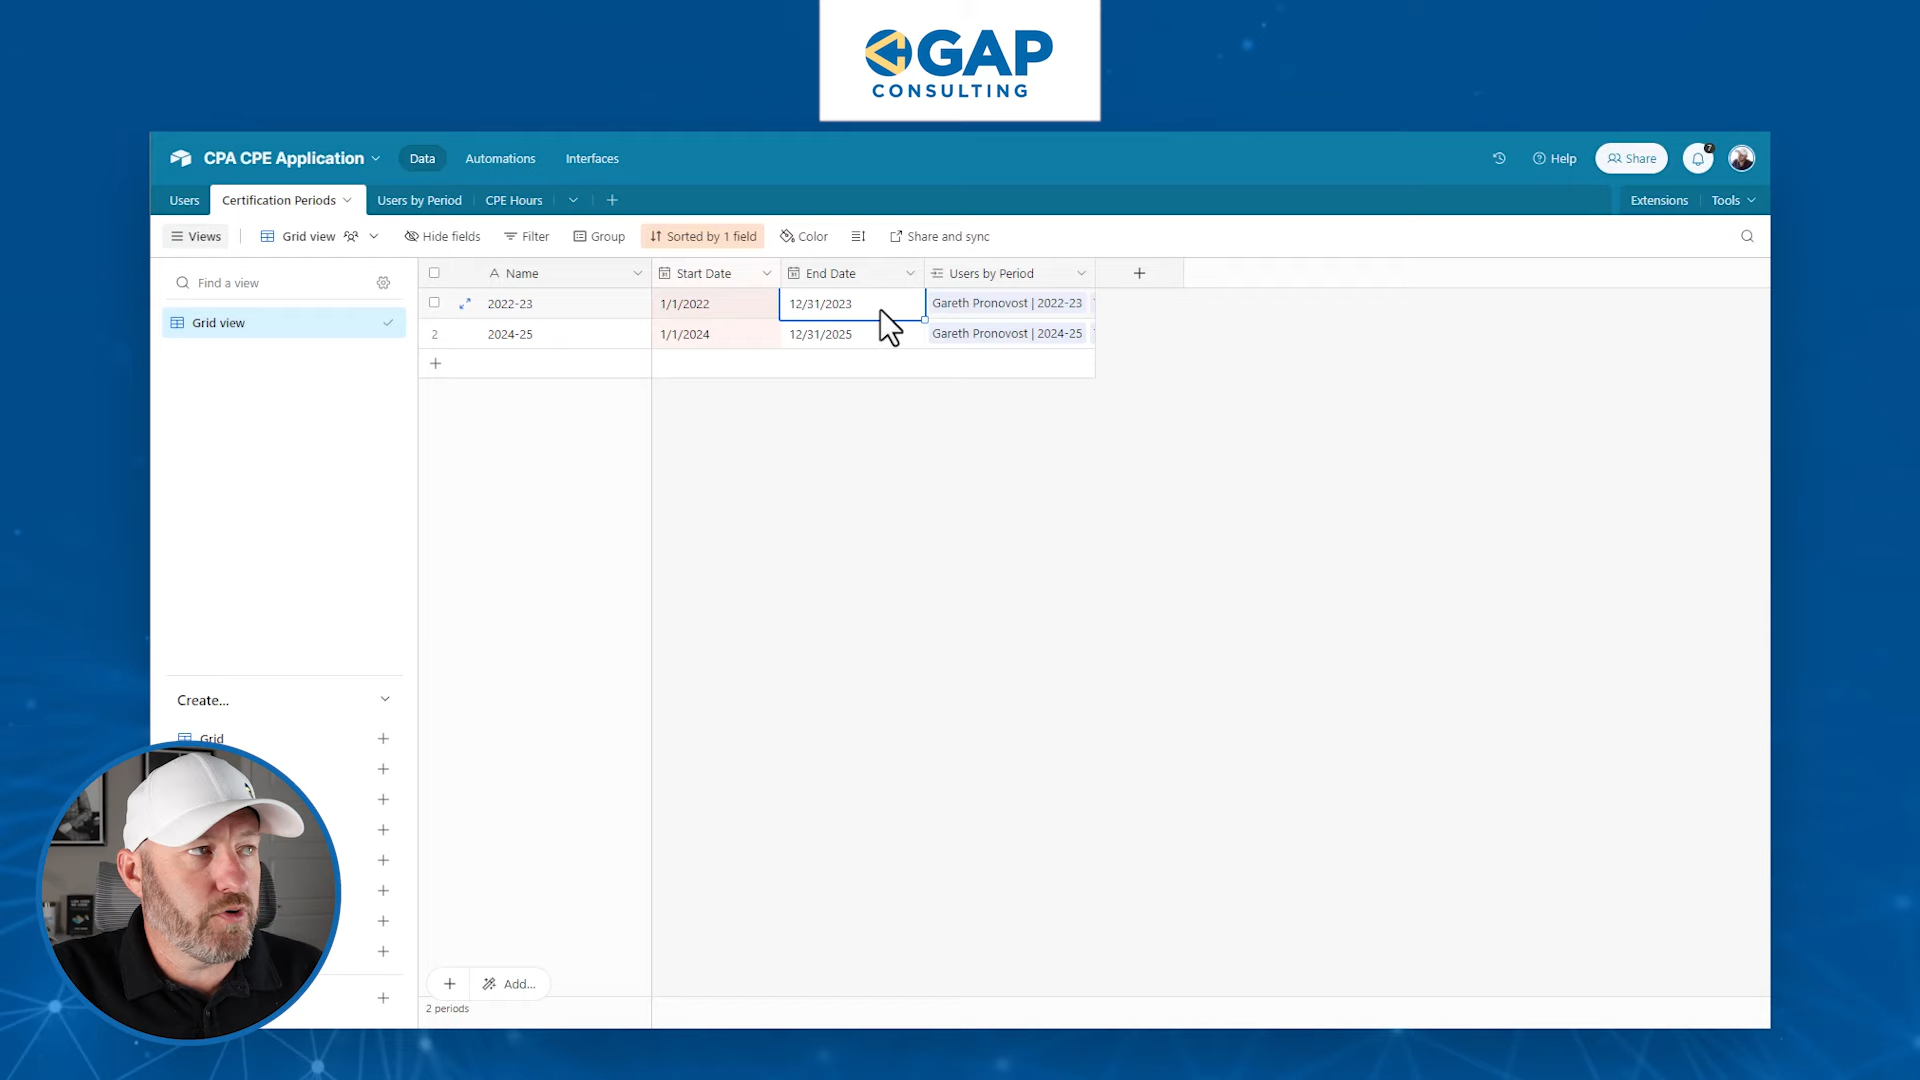 GAP
CONSULTING
CPA CPE Application
Data
Automations
Interfaces
Help
Share
7
Users
Certification Periods
Users by Period
CPE Hours
Extensions
Tools
Views
Grid view
Hide fields
Filter
Group
Sorted by 1 field
Color
Share and sync
Find a view
Grid view
Name
Start Date
End Date
Users by Period
2022-23
1/1/2022
12/31/2023
Gareth Pronovost | 2022-23
2
2024-25
1/1/2024
12/31/2025
Gareth Pronovost | 2024-25
Create...
Grid
Add...
2 periods